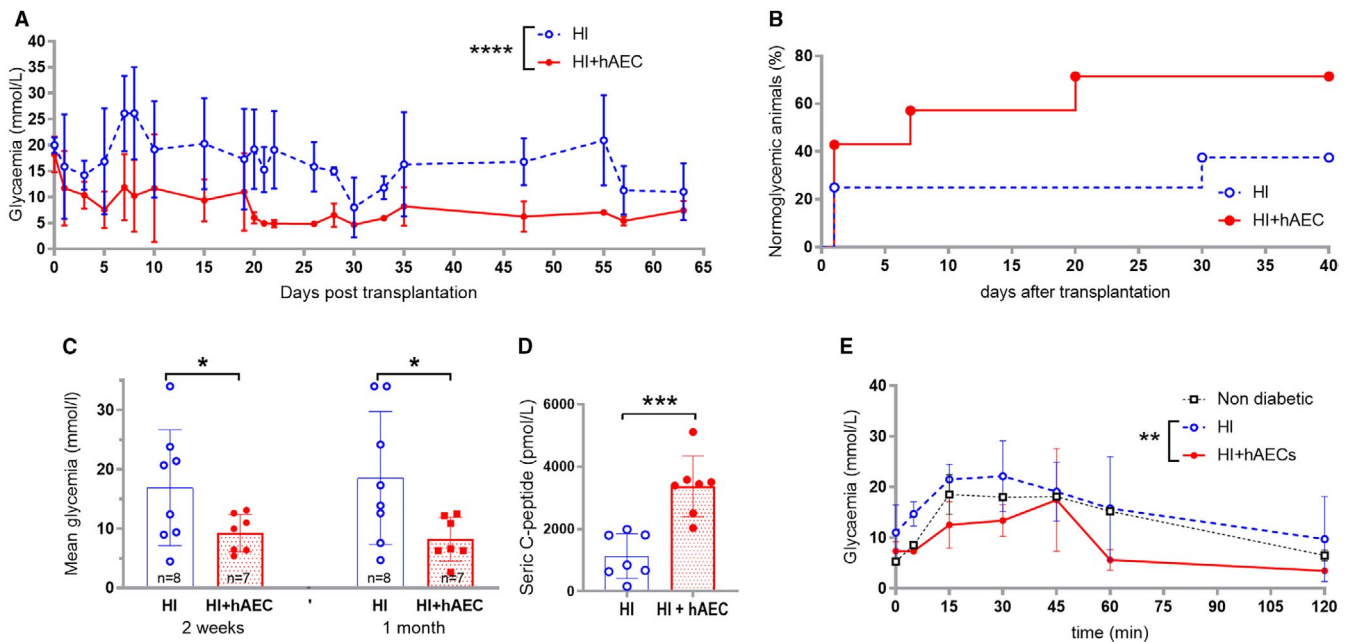 A
Glycaemia (mmol/L)
40
35
30
25
20
15
10
5
0
0 5 10 15 20 25 30 35 40 45 50 55 60 65
Days post transplantation
****
HI
HI+hAEC
B
Normoglycemic animals (%)
80
60
40
20
0
0 5 10 15 20 25 30 35 40
days after transplantation
HI
HI+hAEC
C
Mean glycemia (mmol/l)
30
20
10
0
* *
n=8 n=7 n=8 n=7
HI HI+hAEC ' HI HI+hAEC
2 weeks 1 month
D
Seric C-peptide (pmol/L)
6000
4000
2000
0
***
HI HI + hAEC
E
Glycaemia (mmol/L)
40
30
20
10
0
0 15 30 45 60 75 90 105 120
time (min)
Non diabetic
**
HI
HI+hAECs